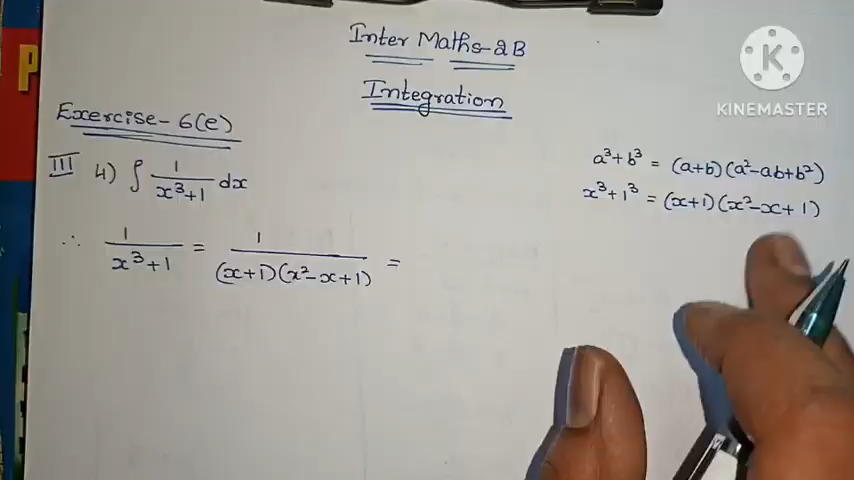 Inter Maths-2B
K
KINEMASTER
Integration
Exercise-6(e)
III 4) ∫ 1/(x³+1) dx
a³+b³ = (a+b)(a²-ab+b²)
x³+1³ = (x+1)(x²-x+1)
∴ 1/(x³+1) = 1/((x+1)(x²-x+1)) =
P